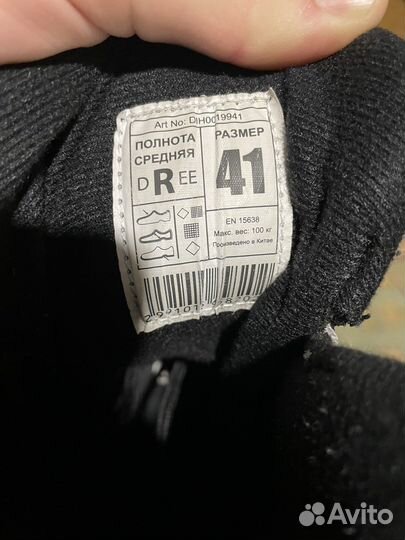 Art No: DIH0019941
ПОЛНОТА
СРЕДНЯЯ
D R EE
РАЗМЕР
41
EN 15638
Макс. вес: 100 кг
Произведено в Китае
Avito